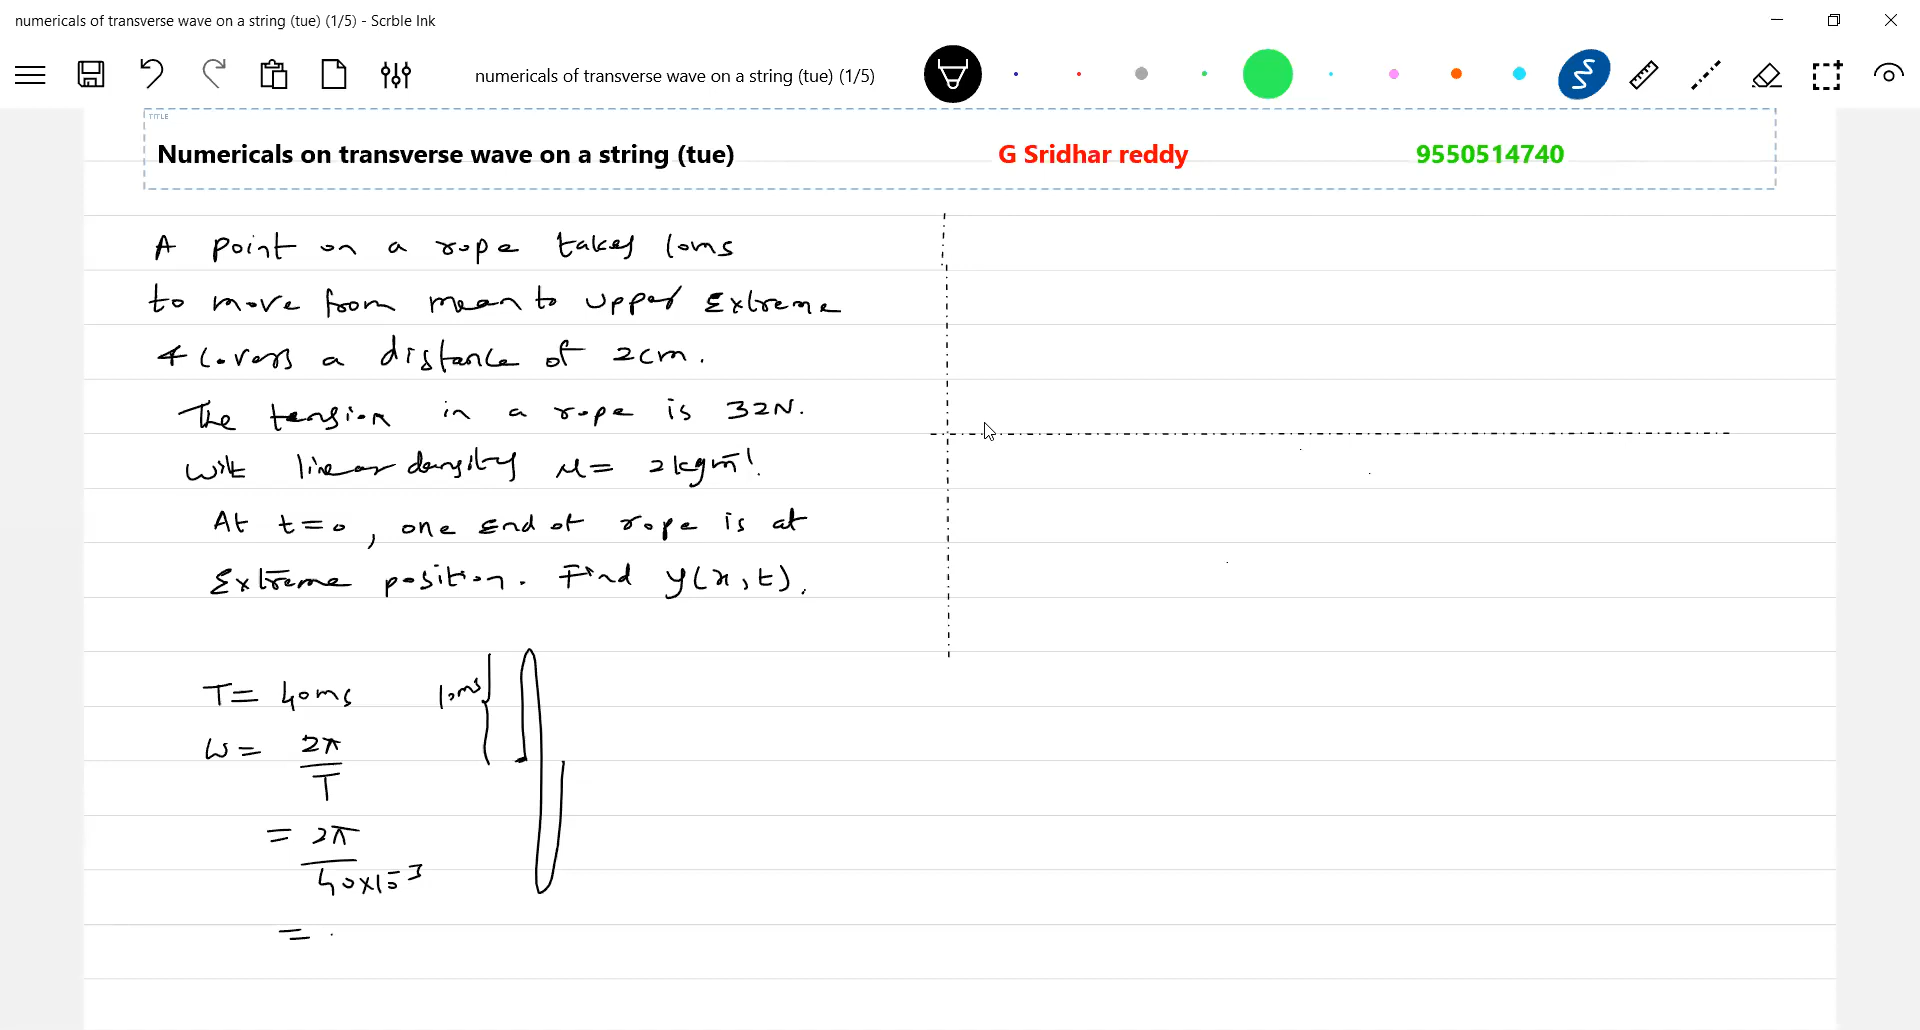 numericals of transverse wave on a string (tue) (1/5) - Scrble Ink
numericals of transverse wave on a string (tue) (1/5)
TITLE
Numericals on transverse wave on a string (tue) G Sridhar reddy 9550514740
A point on a rope takes 10ms
to move from mean to upper Extreme
& covers a distance of 2cm.
The tension in a rope is 32N.
with linear density μ= 2kgm⁻¹.
At t=0, one end of rope is at
Extreme position. Find y(x,t).
T= 40ms 10ms
ω= 2π
T
= 2π
40x10⁻³
=